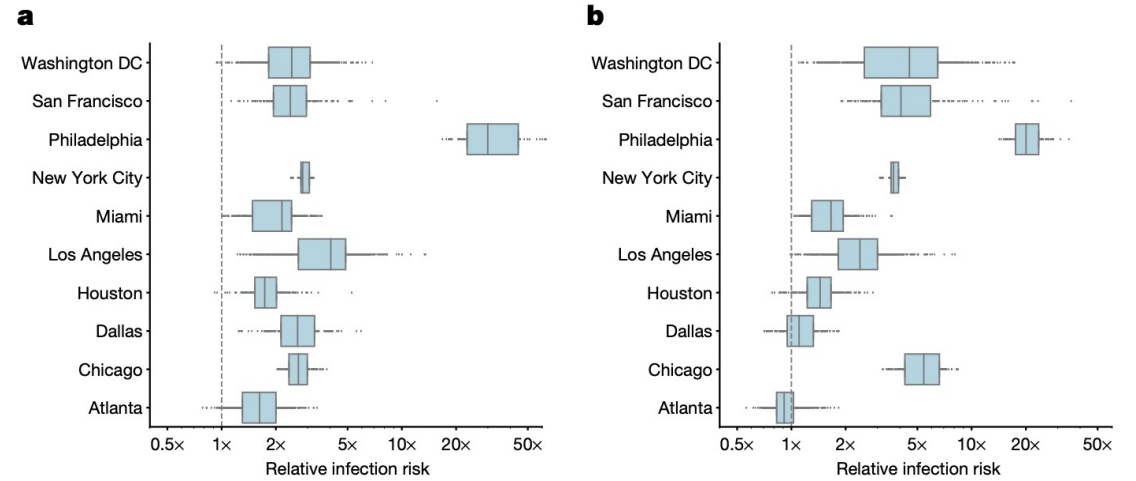 a
Washington DC
San Francisco
Philadelphia
New York City
Miami
Los Angeles
Houston
Dallas
Chicago
Atlanta
0.5× 1× 2× 5× 10× 20× 50×
Relative infection risk
b
Washington DC
San Francisco
Philadelphia
New York City
Miami
Los Angeles
Houston
Dallas
Chicago
Atlanta
0.5× 1× 2× 5× 10× 20× 50×
Relative infection risk